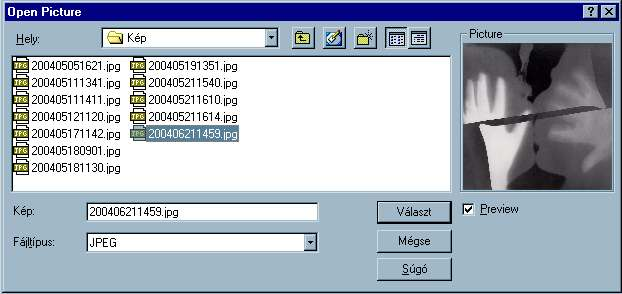 Open Picture
Hely: Kép
Picture
200405051621.jpg 200405191351.jpg
200405111341.jpg 200405211540.jpg
200405111411.jpg 200405211610.jpg
200405121120.jpg 200405211614.jpg
200405171142.jpg 200406211459.jpg
200405180901.jpg
200405181130.jpg
Kép: 200406211459.jpg Választ Preview
Fájltípus: JPEG Mégse
Súgó